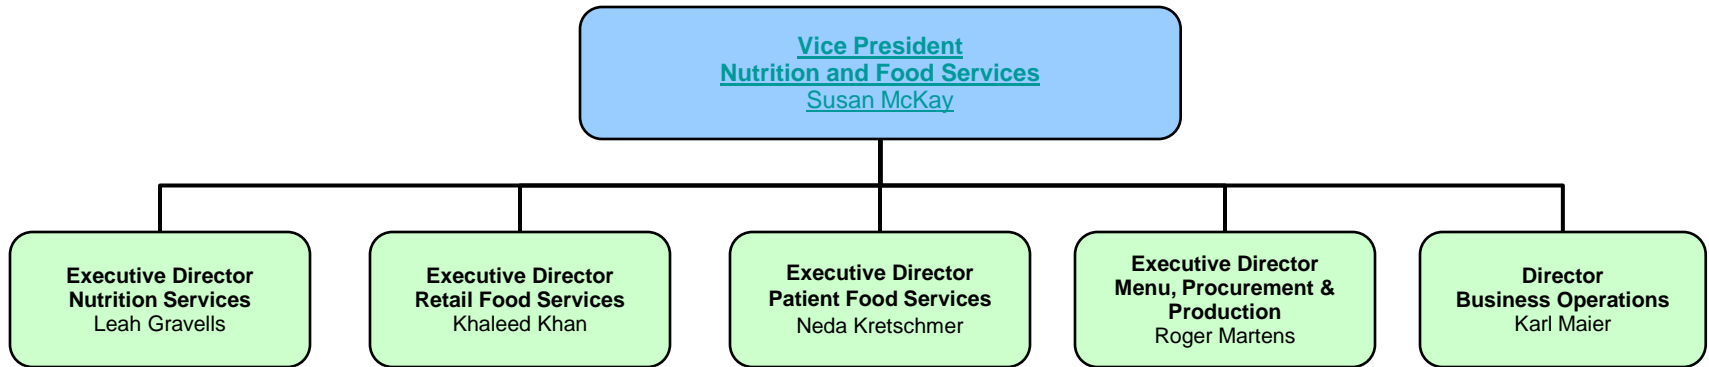 Vice President
Nutrition and Food Services
Susan McKay
Executive Director
Nutrition Services
Leah Gravells
Executive Director
Retail Food Services
Khaleed Khan
Executive Director
Patient Food Services
Neda Kretschmer
Executive Director
Menu, Procurement &
Production
Roger Martens
Director
Business Operations
Karl Maier